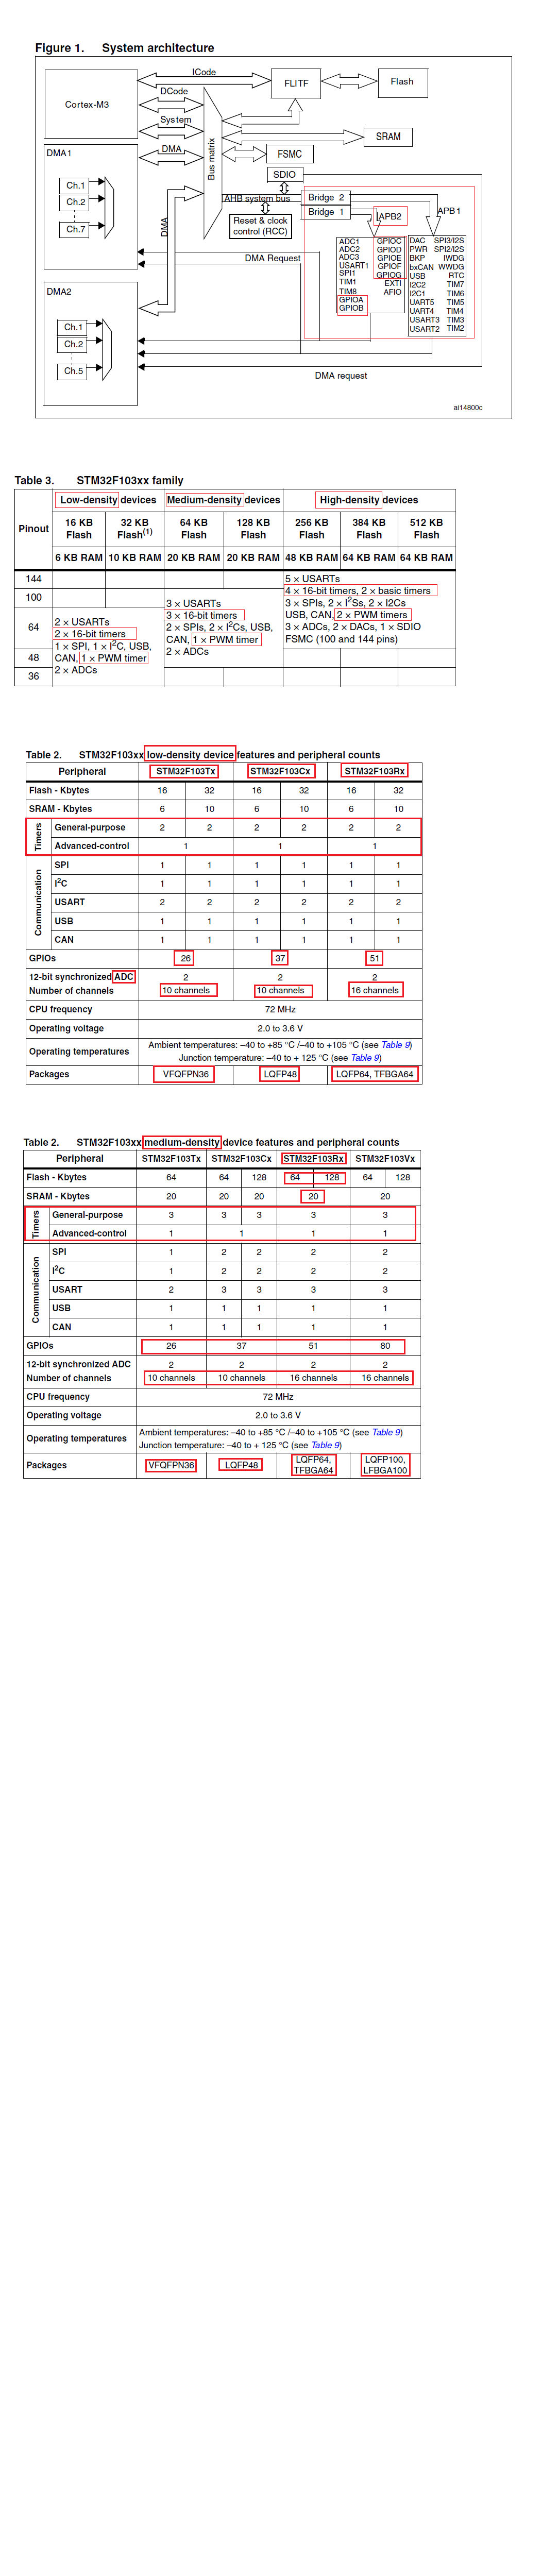 Figure 1. System architecture
ICode
FLITF
Flash
Cortex-M3
DCode
System
SRAM
DMA1
DMA
Bus matrix
FSMC
SDIO
Ch.1
Ch.2
Ch.7
AHB system bus
Bridge 2
Bridge 1
APB2
APB1
Reset & clock
control (RCC)
DMA
DMA Request
ADC1 GPIOC
ADC2 GPIOD
ADC3 GPIOE
USART1 GPIOF
SPI1 GPIOG
TIM1 EXTI
TIM8 AFIO
GPIOA
GPIOB
DAC SPI3/I2S
PWR SPI2/I2S
BKP IWDG
bxCAN WWDG
USB RTC
I2C2 TIM7
I2C1 TIM6
UART5 TIM5
UART4 TIM4
USART3 TIM3
USART2 TIM2
DMA2
Ch.1
Ch.2
Ch.5
DMA request
ai14800c
Table 3. STM32F103xx family
Pinout
Low-density devices Medium-density devices High-density devices
16 KB Flash 32 KB Flash(1) 64 KB Flash 128 KB Flash 256 KB Flash 384 KB Flash 512 KB Flash
6 KB RAM 10 KB RAM 20 KB RAM 20 KB RAM 48 KB RAM 64 KB RAM 64 KB RAM
144
100
64
48
36
2 × USARTs
2 × 16-bit timers
1 × SPI, 1 × I2C, USB,
CAN, 1 × PWM timer
2 × ADCs
3 × USARTs
3 × 16-bit timers
2 × SPIs, 2 × I2Cs, USB,
CAN, 1 × PWM timer
2 × ADCs
5 × USARTs
4 × 16-bit timers, 2 × basic timers
3 × SPIs, 2 × I2Ss, 2 × I2Cs
USB, CAN, 2 × PWM timers
3 × ADCs, 2 × DACs, 1 × SDIO
FSMC (100 and 144 pins)
Table 2. STM32F103xx low-density device features and peripheral counts
Peripheral STM32F103Tx STM32F103Cx STM32F103Rx
Flash - Kbytes 16 32 16 32 16 32
SRAM - Kbytes 6 10 6 10 6 10
Timers
General-purpose 2 2 2 2 2 2
Advanced-control 1 1 1
Communication
SPI 1 1 1 1 1 1
I2C 1 1 1 1 1 1
USART 2 2 2 2 2 2
USB 1 1 1 1 1 1
CAN 1 1 1 1 1 1
GPIOs 26 37 51
12-bit synchronized ADC 2 2 2
Number of channels 10 channels 10 channels 16 channels
CPU frequency 72 MHz
Operating voltage 2.0 to 3.6 V
Operating temperatures
Ambient temperatures: –40 to +85 °C /–40 to +105 °C (see Table 9)
Junction temperature: –40 to + 125 °C (see Table 9)
Packages VFQFPN36 LQFP48 LQFP64, TFBGA64
Table 2. STM32F103xx medium-density device features and peripheral counts
Peripheral STM32F103Tx STM32F103Cx STM32F103Rx STM32F103Vx
Flash - Kbytes 64 64 128 64 128 64 128
SRAM - Kbytes 20 20 20 20 20
Timers
General-purpose 3 3 3 3 3
Advanced-control 1 1 1 1
Communication
SPI 1 2 2 2 2
I2C 1 2 2 2 2
USART 2 3 3 3 3
USB 1 1 1 1 1
CAN 1 1 1 1 1
GPIOs 26 37 51 80
12-bit synchronized ADC 2 2 2 2
Number of channels 10 channels 10 channels 16 channels 16 channels
CPU frequency 72 MHz
Operating voltage 2.0 to 3.6 V
Operating temperatures
Ambient temperatures: –40 to +85 °C /–40 to +105 °C (see Table 9)
Junction temperature: –40 to + 125 °C (see Table 9)
Packages VFQFPN36 LQFP48 LQFP64, TFBGA64 LQFP100, LFBGA100